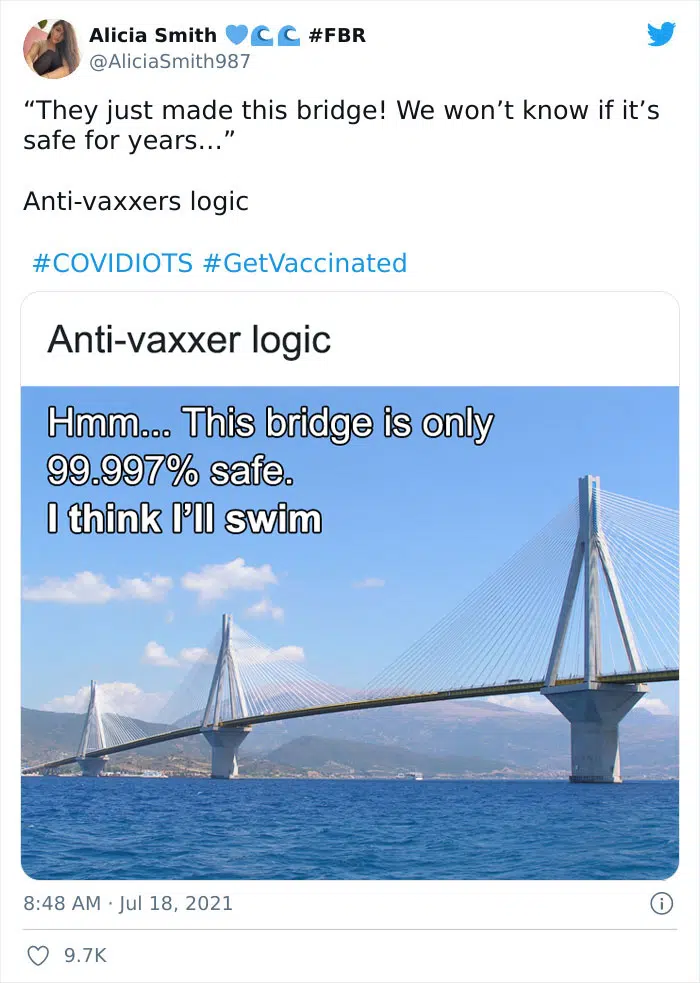 Alicia Smith 💙🌊🌊 #FBR
@AliciaSmith987
“They just made this bridge! We won’t know if it’s
safe for years...”
Anti-vaxxers logic
#COVIDIOTS #GetVaccinated
Anti-vaxxer logic
Hmm... This bridge is only
99.997% safe.
I think I’ll swim
8:48 AM · Jul 18, 2021
9.7K